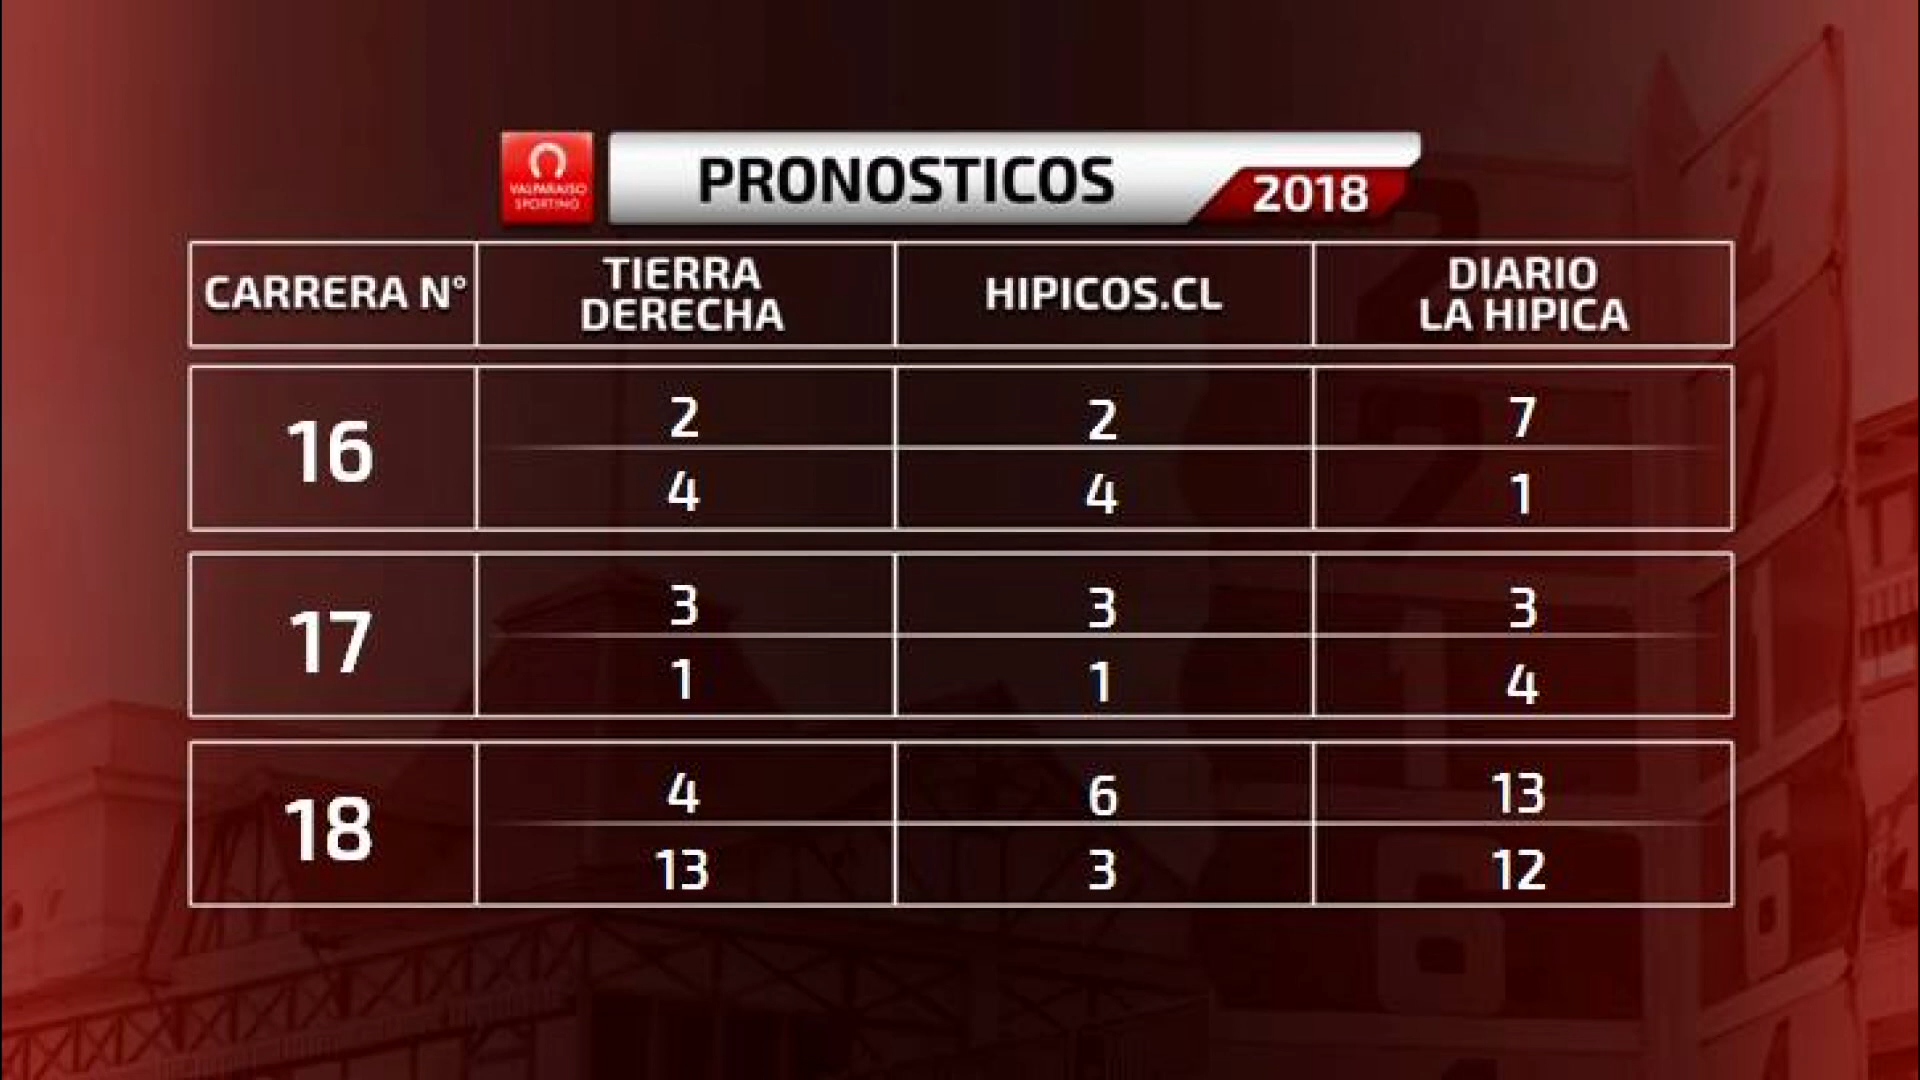 VALPARAISO
SPORTING
PRONOSTICOS
2018
CARRERA N°
TIERRA
DERECHA
HIPICOS.CL
DIARIO
LA HIPICA
16
2
2
7
4
4
1
17
3
3
3
1
1
4
18
4
6
13
13
3
12